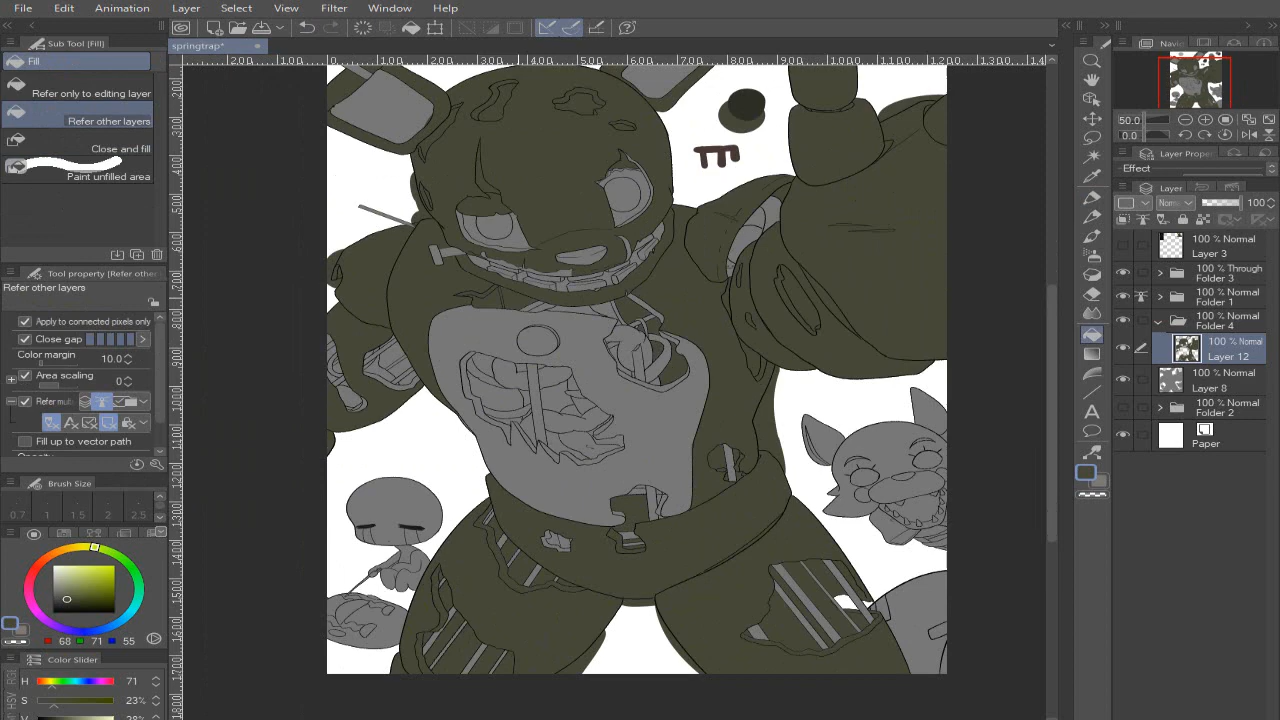 File Edit Animation Layer Select View Filter Window Help
Sub Tool [Fill]
springtrap*
Fill
Refer only to editing layer
Refer other layers
Close and fill
Paint unfilled area
Tool property [Refer other
Refer other layers
Apply to connected pixels only
Close gap
Color margin 10.0
Area scaling 0
Refer mu
Fill up to vector path
Opacity
Brush Size
0.7 1 1.5 2 2.5
68 71 55
Color Slider
H 71
S 23%
Navi
50.0
0.0
Layer Prope
Effect
Layer
Norma 100
100 % Normal
Layer 3
100 % Through
Folder 3
100 % Normal
Folder 1
100 % Normal
Folder 4
100 % Normal
Layer 12
100 % Normal
Layer 8
100 % Normal
Folder 2
Paper